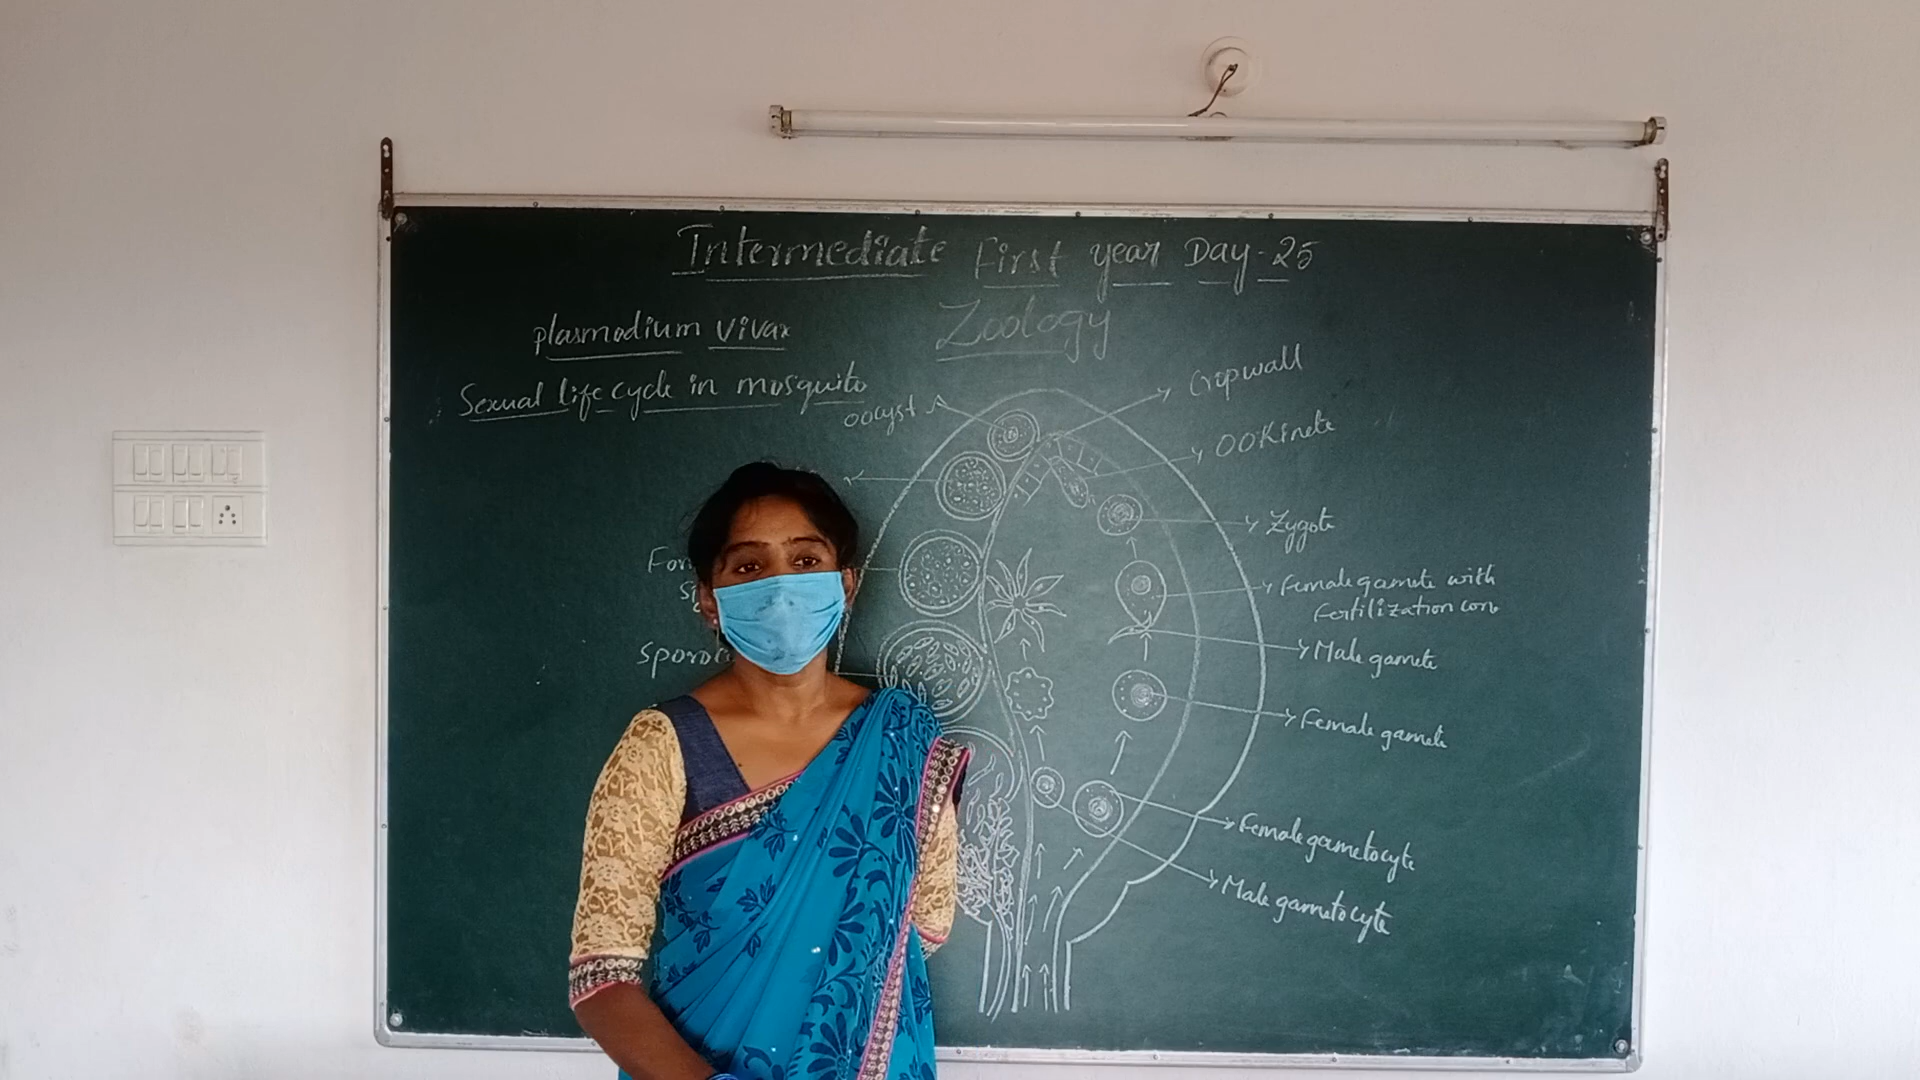 Intermediate First year Day-25
Zoology
plasmodium vivax
Sexual life cycle in mosquito
oocyst
Cropwall
OOKinete
Zygote
Female gamete with
Fertilization cone
Male gamete
Female gamete
Female gametocyte
Male gametocyte